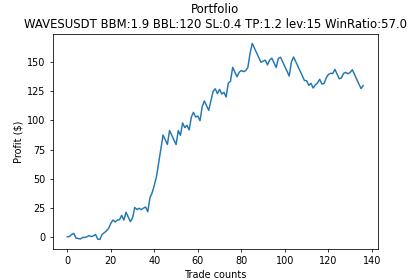 Portfolio
WAVESUSDT BBM:1.9 BBL:120 SL:0.4 TP:1.2 lev:15 WinRatio:57.0
150
125
100
75
50
25
0
Profit ($)
0 20 40 60 80 100 120 140
Trade counts